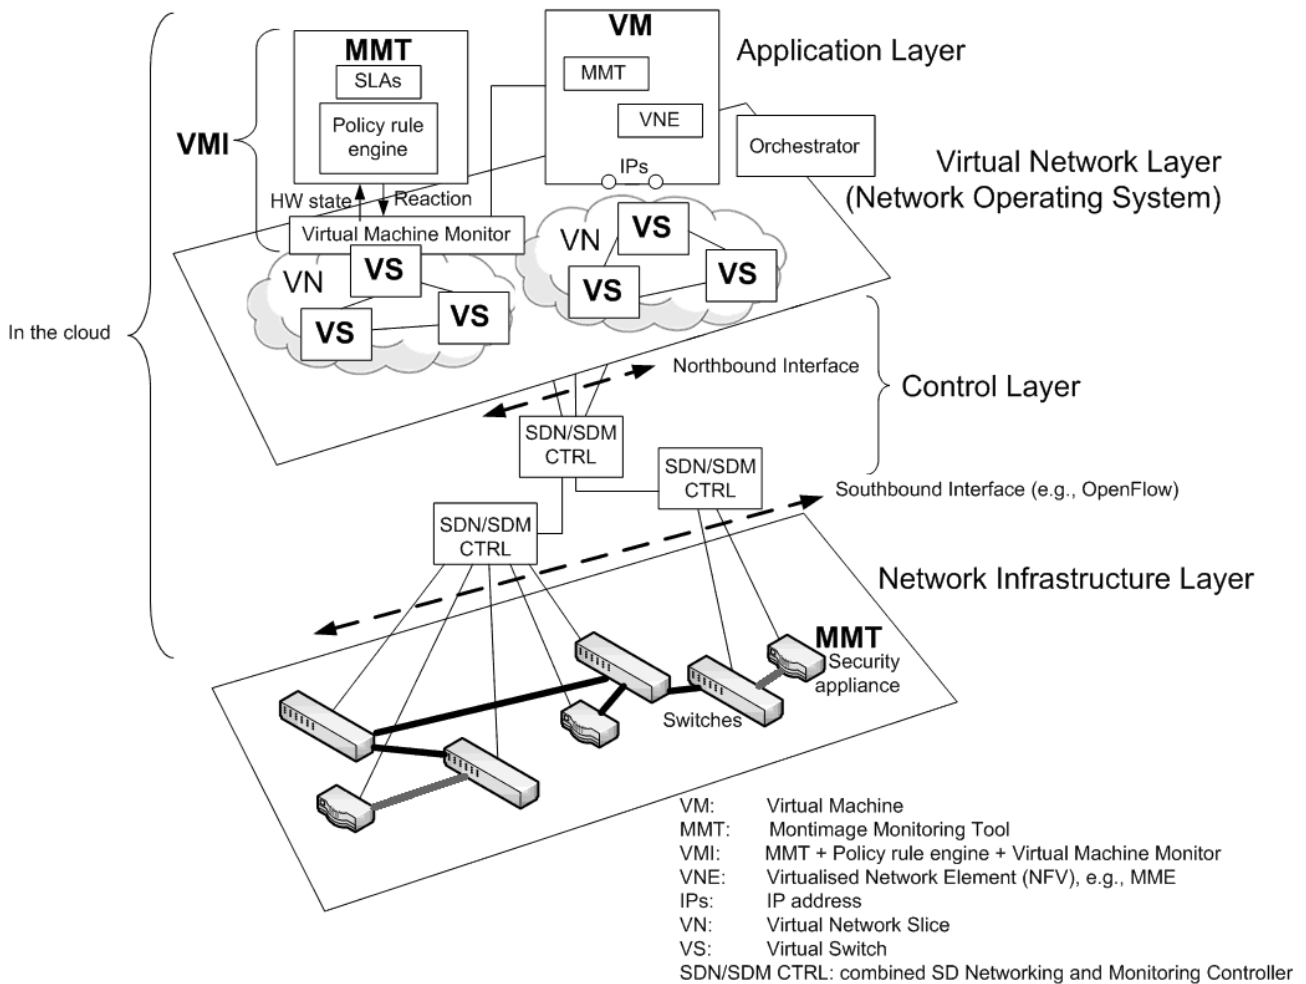 VM
MMT
Application Layer
SLAs
MMT
Policy rule
engine
VNE
VMI
Orchestrator
IPs
Virtual Network Layer
(Network Operating System)
HW state
Reaction
Virtual Machine Monitor
VN
VS
VS
VS
VN
VS
VS
VS
In the cloud
Northbound Interface
Control Layer
SDN/SDM
CTRL
SDN/SDM
CTRL
Southbound Interface (e.g., OpenFlow)
SDN/SDM
CTRL
Network Infrastructure Layer
MMT
Security
appliance
Switches
VM: Virtual Machine
MMT: Montimage Monitoring Tool
VMI: MMT + Policy rule engine + Virtual Machine Monitor
VNE: Virtualised Network Element (NFV), e.g., MME
IPs: IP address
VN: Virtual Network Slice
VS: Virtual Switch
SDN/SDM CTRL: combined SD Networking and Monitoring Controller